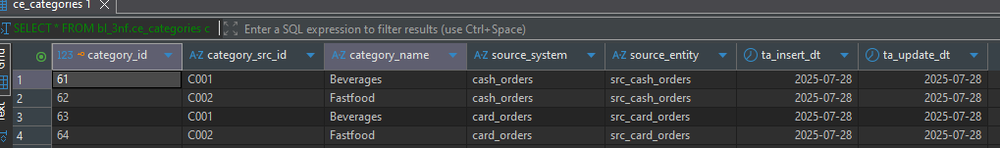 ce_categories 1
SELECT * FROM bl_3nf.ce_categories c Enter a SQL expression to filter results (use Ctrl+Space)
123 category_id A-Z category_src_id A-Z category_name A-Z source_system A-Z source_entity ta_insert_dt ta_update_dt
1 61 C001 Beverages cash_orders src_cash_orders 2025-07-28 2025-07-28
2 62 C002 Fastfood cash_orders src_cash_orders 2025-07-28 2025-07-28
3 63 C001 Beverages card_orders src_card_orders 2025-07-28 2025-07-28
4 64 C002 Fastfood card_orders src_card_orders 2025-07-28 2025-07-28